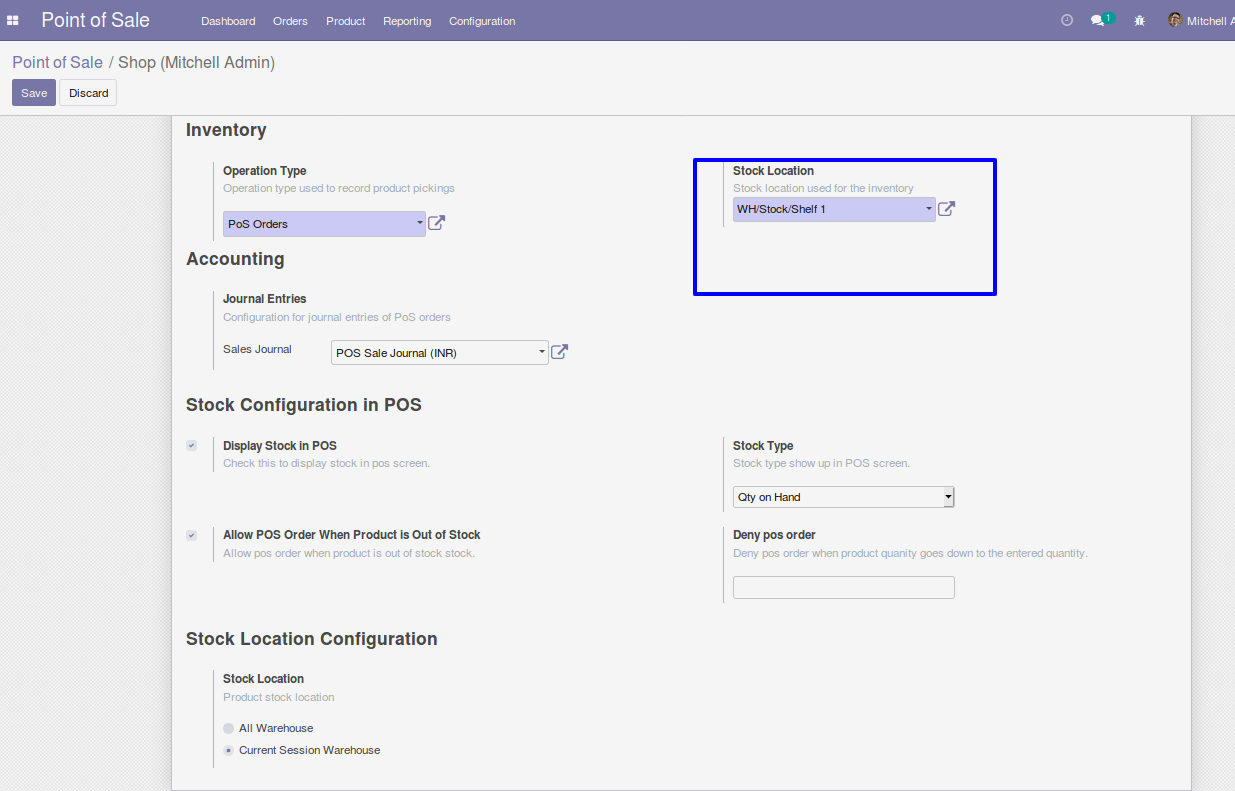 Point of Sale Dashboard Orders Product Reporting Configuration 1 Mitchell A
Point of Sale / Shop (Mitchell Admin)
Save Discard
Inventory
Operation Type
Operation type used to record product pickings
PoS Orders
Stock Location
Stock location used for the inventory
WH/Stock/Shelf 1
Accounting
Journal Entries
Configuration for journal entries of PoS orders
Sales Journal POS Sale Journal (INR)
Stock Configuration in POS
Display Stock in POS
Check this to display stock in pos screen.
Stock Type
Stock type show up in POS screen.
Qty on Hand
Allow POS Order When Product is Out of Stock
Allow pos order when product is out of stock stock.
Deny pos order
Deny pos order when product quanity goes down to the entered quantity.
Stock Location Configuration
Stock Location
Product stock location
All Warehouse
Current Session Warehouse